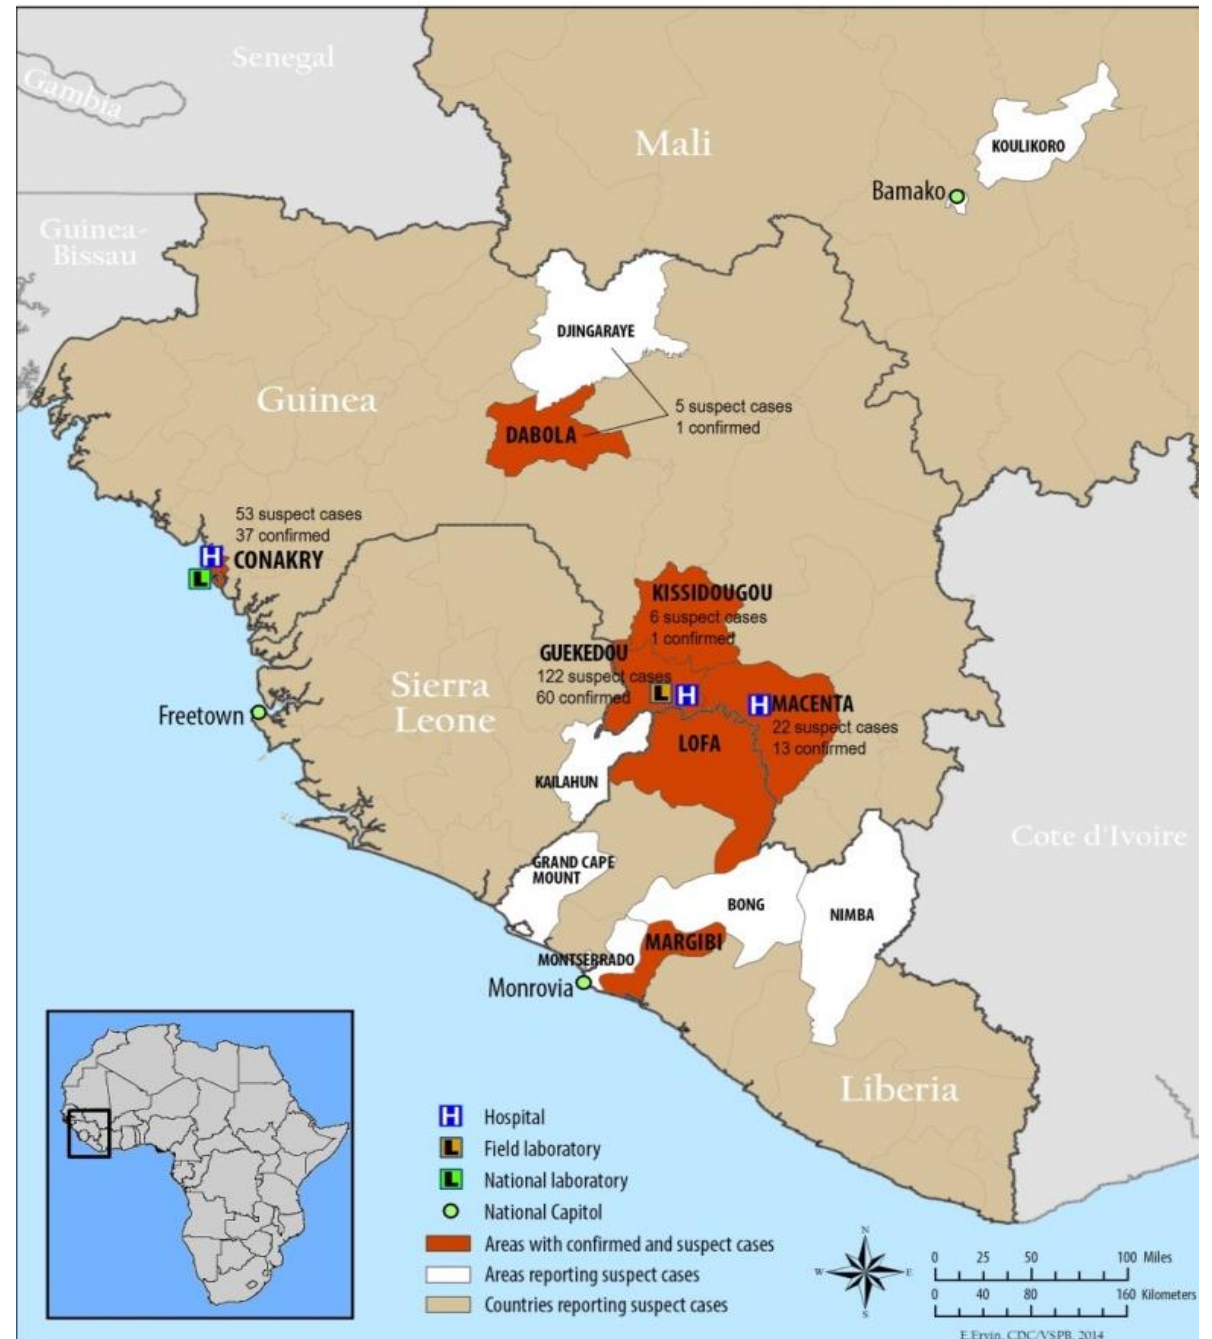 Senegal
Gambia
Mali
KOULIKORO
Bamako
Guinea-
Bissau
DJINGARAYE
Guinea
5 suspect cases
1 confirmed
DABOLA
53 suspect cases
37 confirmed
H
CONAKRY
L
KISSIDOUGOU
6 suspect cases
1 confirmed
GUEKEDOU
122 suspect cases
60 confirmed
L
H
H
MACENTA
22 suspect cases
13 confirmed
Sierra
Leone
Freetown
LOFA
KAILAHUN
Cote d'Ivoire
GRAND CAPE
MOUNT
BONG
NIMBA
MARGIBI
MONTSERRADO
Monrovia
Liberia
H Hospital
L Field laboratory
L National laboratory
National Capitol
Areas with confirmed and suspect cases
Areas reporting suspect cases
Countries reporting suspect cases
N
W
E
S
0 25 50 100 Miles
0 40 80 160 Kilometers
E.Ervin, CDC/VSPB, 2014